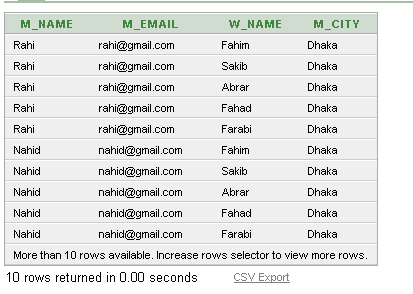 M_NAME M_EMAIL W_NAME M_CITY
Rahi rahi@gmail.com Fahim Dhaka
Rahi rahi@gmail.com Sakib Dhaka
Rahi rahi@gmail.com Abrar Dhaka
Rahi rahi@gmail.com Fahad Dhaka
Rahi rahi@gmail.com Farabi Dhaka
Nahid nahid@gmail.com Fahim Dhaka
Nahid nahid@gmail.com Sakib Dhaka
Nahid nahid@gmail.com Abrar Dhaka
Nahid nahid@gmail.com Fahad Dhaka
Nahid nahid@gmail.com Farabi Dhaka
More than 10 rows available. Increase rows selector to view more rows.
10 rows returned in 0.00 seconds CSV Export